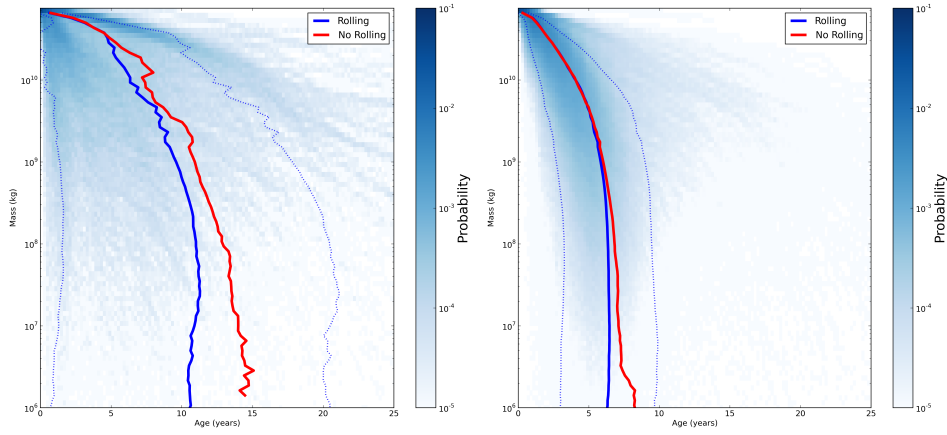 10^-1
10^-2
10^-3
10^-4
10^-5
Probability
Rolling
No Rolling
10^10
10^9
10^8
10^7
10^6
Mass (kg)
0 5 10 15 20 25
Age (years)
10^-1
10^-2
10^-3
10^-4
10^-5
Probability
Rolling
No Rolling
10^10
10^9
10^8
10^7
10^6
Mass (kg)
0 5 10 15 20 25
Age (years)